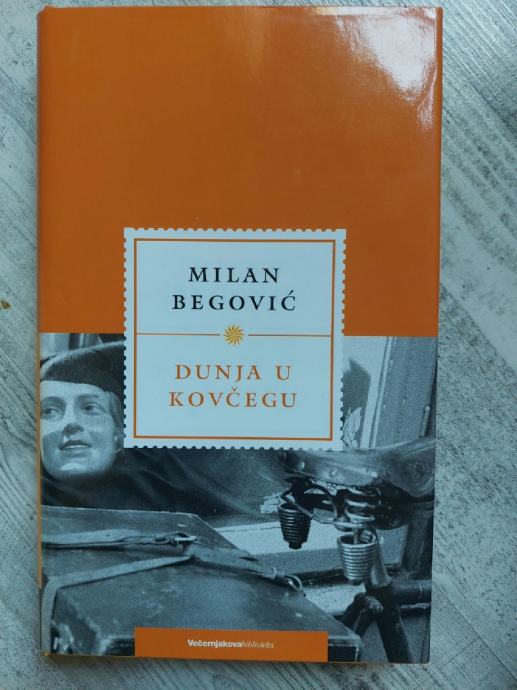 MILAN
BEGOVIĆ
DUNJA U
KOVČEGU
Večernjakovabiblioteka